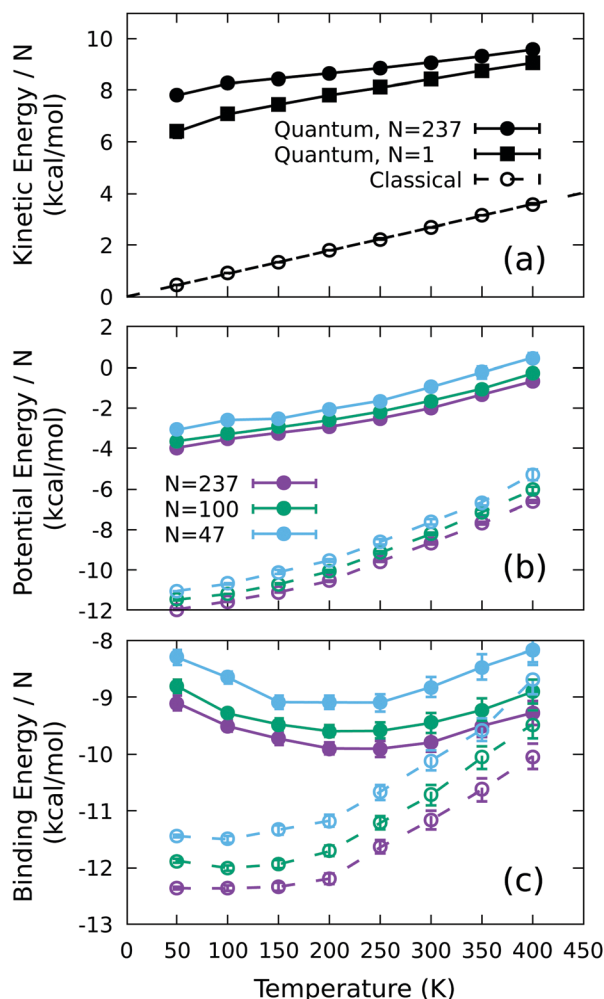 Kinetic Energy / N
(kcal/mol)
10
8
6
4
2
0
Quantum, N=237
Quantum, N=1
Classical
(a)
Potential Energy / N
(kcal/mol)
2
0
-2
-4
-6
-8
-10
-12
N=237
N=100
N=47
(b)
Binding Energy / N
(kcal/mol)
-8
-9
-10
-11
-12
-13
(c)
0 50 100 150 200 250 300 350 400 450
Temperature (K)